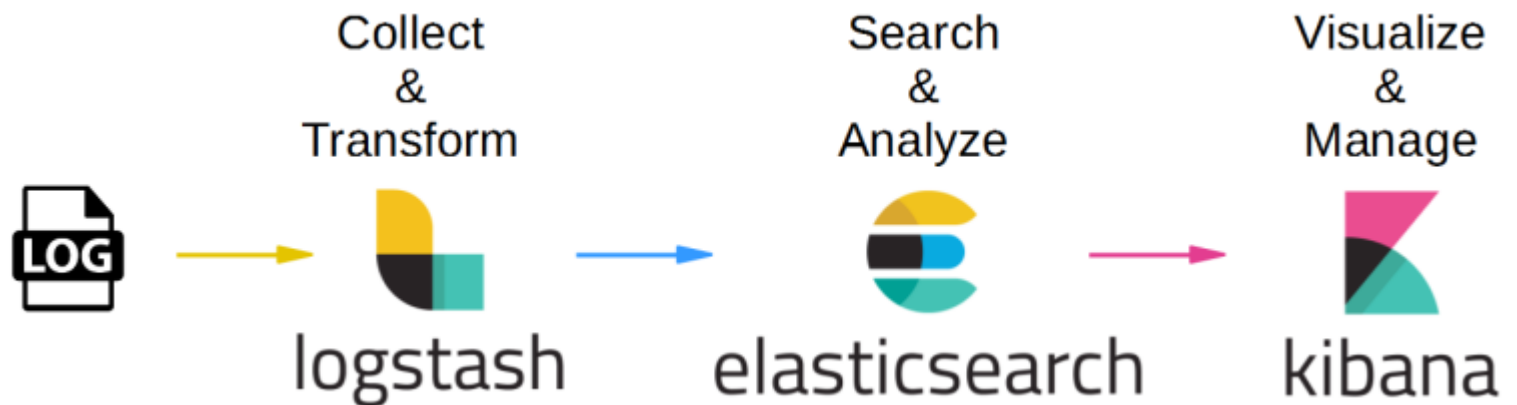 Collect
&
Transform
Search
&
Analyze
Visualize
&
Manage
LOG
logstash
elasticsearch
kibana